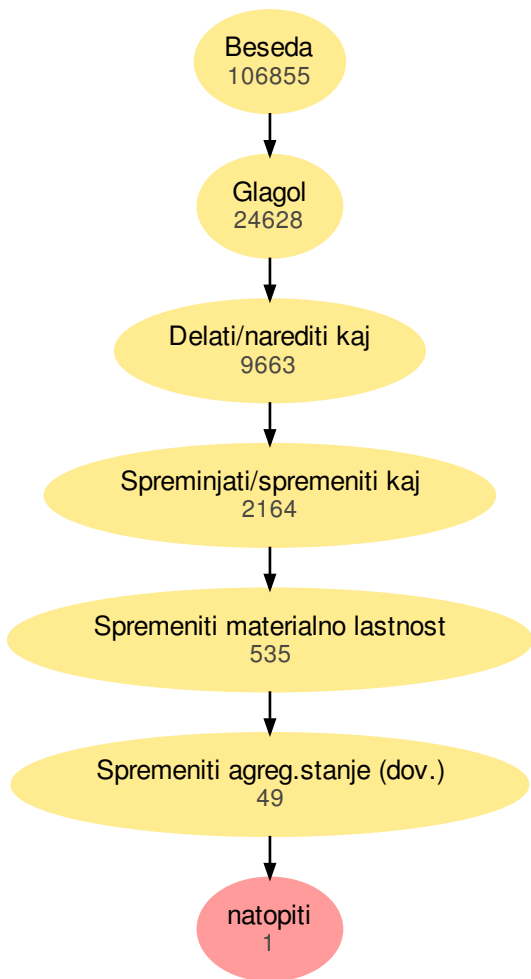 Beseda
106855
Glagol
24628
Delati/narediti kaj
9663
Spreminjati/spremeniti kaj
2164
Spremeniti materialno lastnost
535
Spremeniti agreg.stanje (dov.)
49
natopiti
1